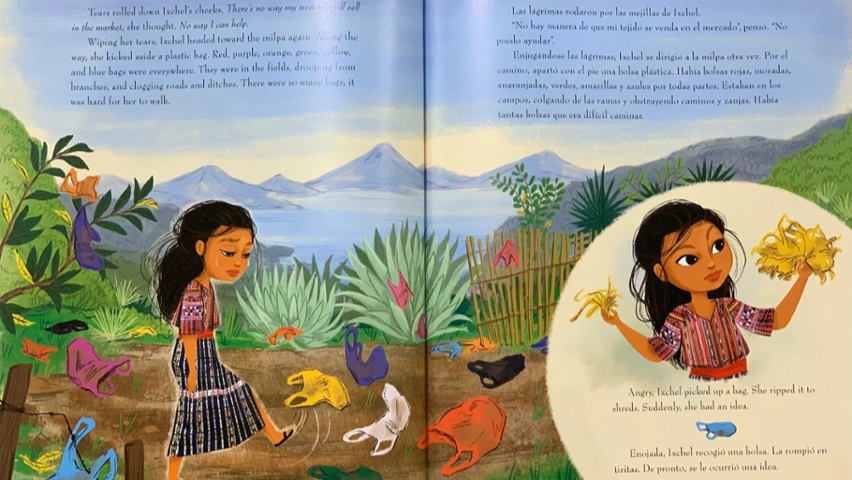 Tears rolled down Ixchel's cheeks. There's no way my weaving will sell
in the market, she thought. No way I can help.
Wiping her tears, Ixchel headed toward the milpa again. Along the
way, she kicked aside a plastic bag. Red, purple, orange, green, yellow,
and blue bags were everywhere. They were in the fields, drooping from
branches, and clogging roads and ditches. There were so many bags, it
was hard for her to walk.
Las lágrimas rodaron por las mejillas de Ixchel.
“No hay manera de que mi tejido se venda en el mercado”, pensó. “No
puedo ayudar”.
Enjugándose las lágrimas, Ixchel se dirigió a la milpa otra vez. Por el
camino, apartó con el pie una bolsa plástica. Había bolsas rojas, moradas,
anaranjadas, verdes, amarillas y azules por todas partes. Estaban en los
campos, colgando de las ramas y obstruyendo caminos y zanjas. Había
tantas bolsas que era difícil caminar.
Angry, Ixchel picked up a bag. She ripped it to
shreds. Suddenly, she had an idea.
Enojada, Ixchel recogió una bolsa. La rompió en
tiritas. De pronto, se le ocurrió una idea.